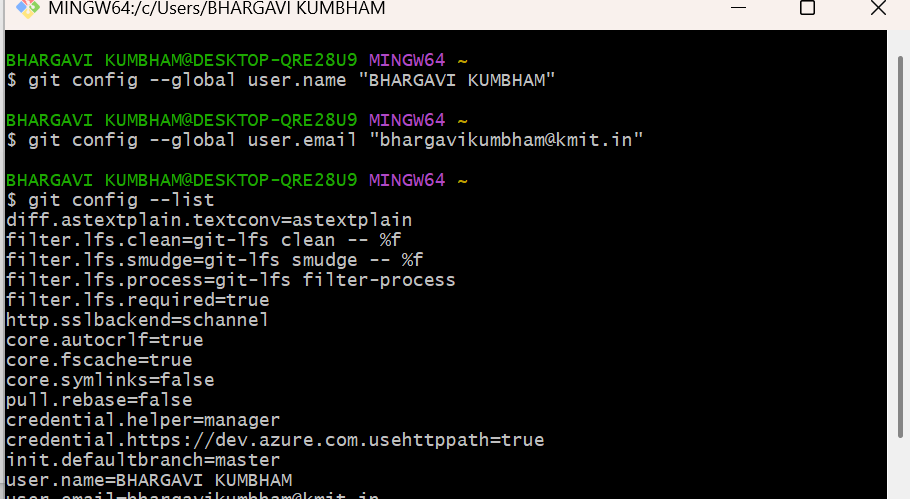 MINGW64:/c/Users/BHARGAVI KUMBHAM
BHARGAVI KUMBHAM@DESKTOP-QRE28U9 MINGW64 ~
$ git config --global user.name "BHARGAVI KUMBHAM"
BHARGAVI KUMBHAM@DESKTOP-QRE28U9 MINGW64 ~
$ git config --global user.email "bhargavikumbham@kmit.in"
BHARGAVI KUMBHAM@DESKTOP-QRE28U9 MINGW64 ~
$ git config --list
diff.astextplain.textconv=astextplain
filter.lfs.clean=git-lfs clean -- %f
filter.lfs.smudge=git-lfs smudge -- %f
filter.lfs.process=git-lfs filter-process
filter.lfs.required=true
http.sslbackend=schannel
core.autocrlf=true
core.fscache=true
core.symlinks=false
pull.rebase=false
credential.helper=manager
credential.https://dev.azure.com.usehttppath=true
init.defaultbranch=master
user.name=BHARGAVI KUMBHAM
user.email=bhargavikumbham@kmit.in